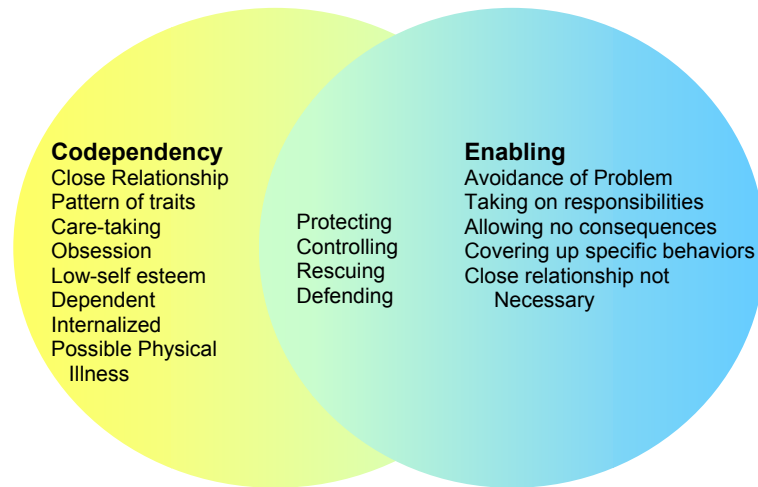 Codependency
Close Relationship
Pattern of traits
Care-taking
Obsession
Low-self esteem
Dependent
Internalized
Possible Physical
Illness
Protecting
Controlling
Rescuing
Defending
Enabling
Avoidance of Problem
Taking on responsibilities
Allowing no consequences
Covering up specific behaviors
Close relationship not
Necessary